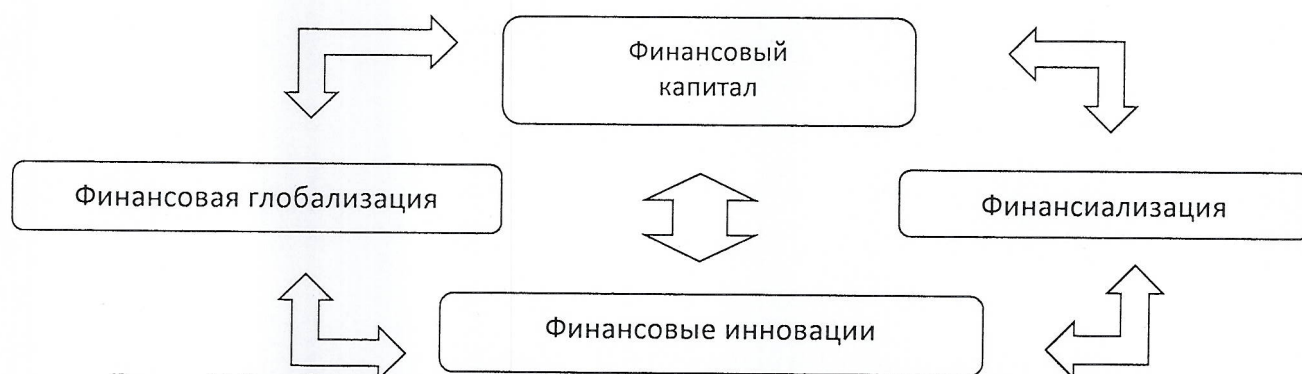 Финансовый
капитал
Финансовая глобализация
Финансиализация
Финансовые инновации